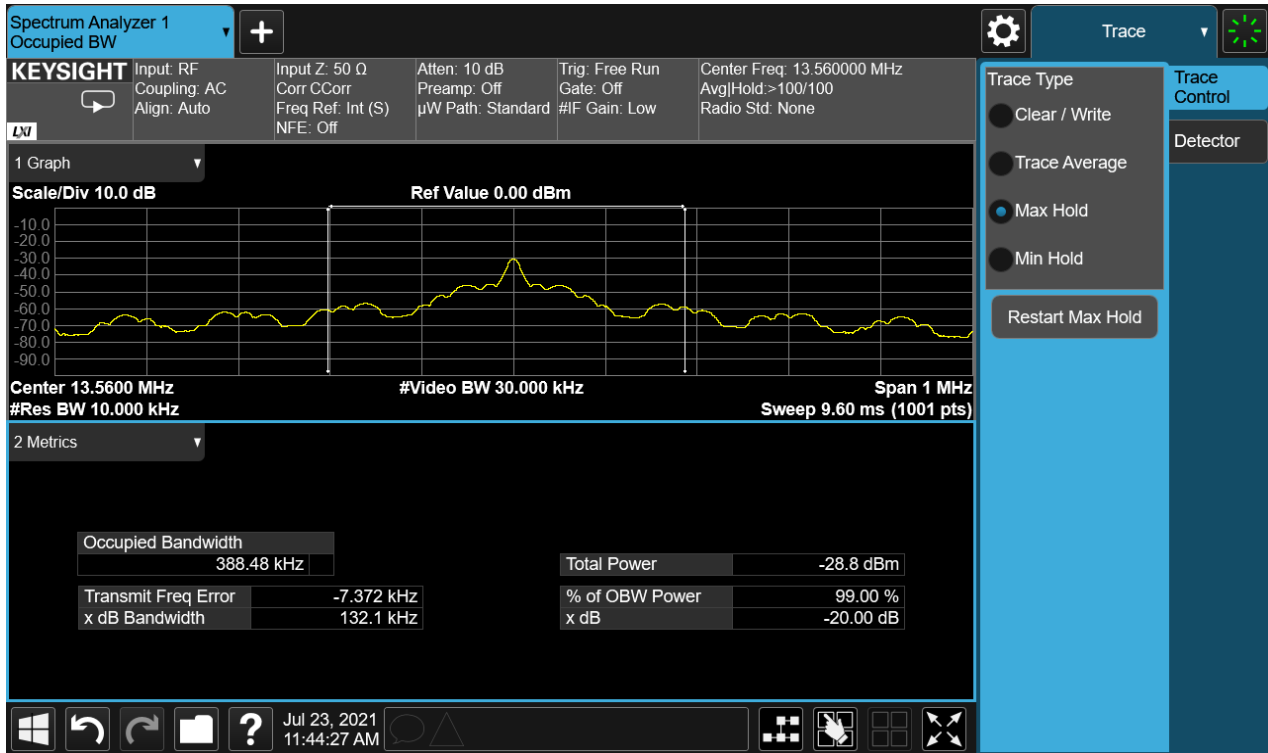 Spectrum Analyzer 1
Occupied BW
+
Trace
KEYSIGHT
LXI
Input: RF
Coupling: AC
Align: Auto
Input Z: 50 Ω
Corr CCorr
Freq Ref: Int (S)
NFE: Off
Atten: 10 dB
Preamp: Off
µW Path: Standard
Trig: Free Run
Gate: Off
#IF Gain: Low
Center Freq: 13.560000 MHz
Avg|Hold:>100/100
Radio Std: None
1 Graph
Scale/Div 10.0 dB
Ref Value 0.00 dBm
-10.0
-20.0
-30.0
-40.0
-50.0
-60.0
-70.0
-80.0
-90.0
Center 13.5600 MHz
#Video BW 30.000 kHz
Span 1 MHz
#Res BW 10.000 kHz
Sweep 9.60 ms (1001 pts)
2 Metrics
Occupied Bandwidth
388.48 kHz
Total Power -28.8 dBm
Transmit Freq Error -7.372 kHz
% of OBW Power 99.00 %
x dB Bandwidth 132.1 kHz
x dB -20.00 dB
Trace Type
Clear / Write
Trace Average
Max Hold
Min Hold
Restart Max Hold
Trace
Control
Detector
?
Jul 23, 2021
11:44:27 AM